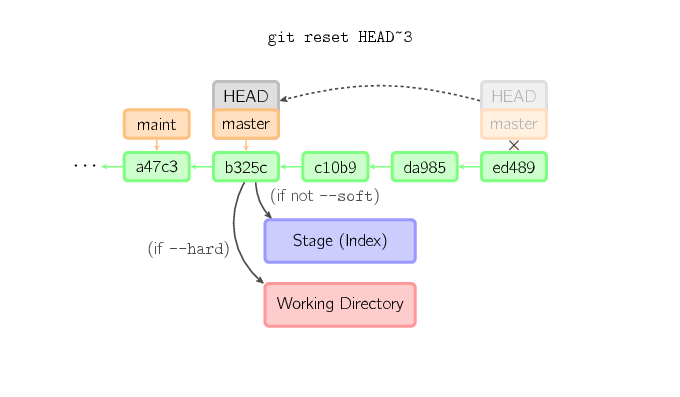 git reset HEAD~3
HEAD HEAD
maint master master
... a47c3 b325c c10b9 da985 ed489
(if not --soft)
Stage (Index)
(if --hard)
Working Directory